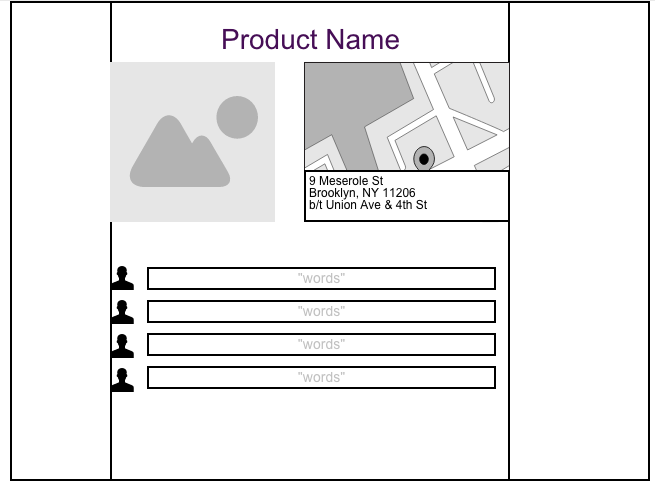 Product Name
9 Meserole St
Brooklyn, NY 11206
b/t Union Ave & 4th St
"words"
"words"
"words"
"words"